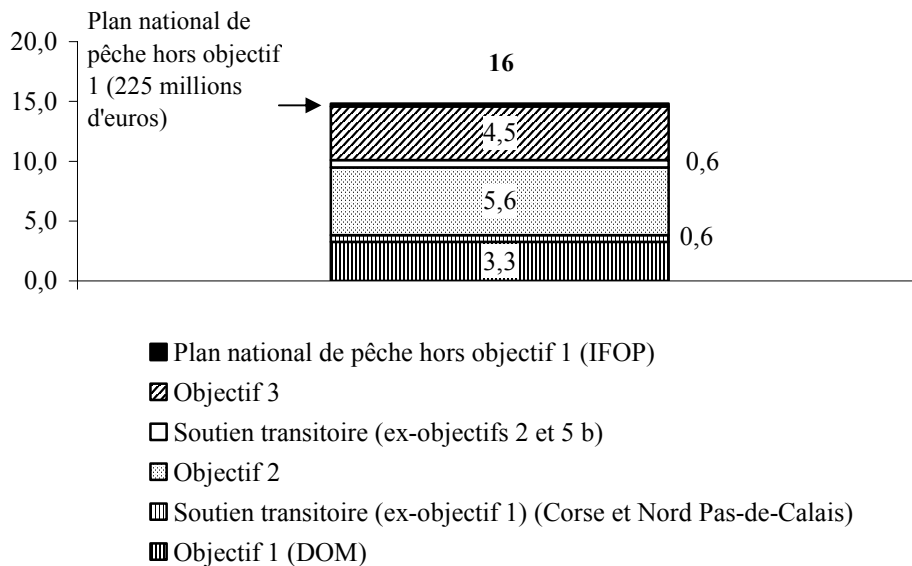 Plan national de
pêche hors objectif
1 (225 millions
d'euros)
20,0
15,0
10,0
5,0
0,0
16
4,5
0,6
5,6
0,6
3,3
Plan national de pêche hors objectif 1 (IFOP)
Objectif 3
Soutien transitoire (ex-objectifs 2 et 5 b)
Objectif 2
Soutien transitoire (ex-objectif 1) (Corse et Nord Pas-de-Calais)
Objectif 1 (DOM)